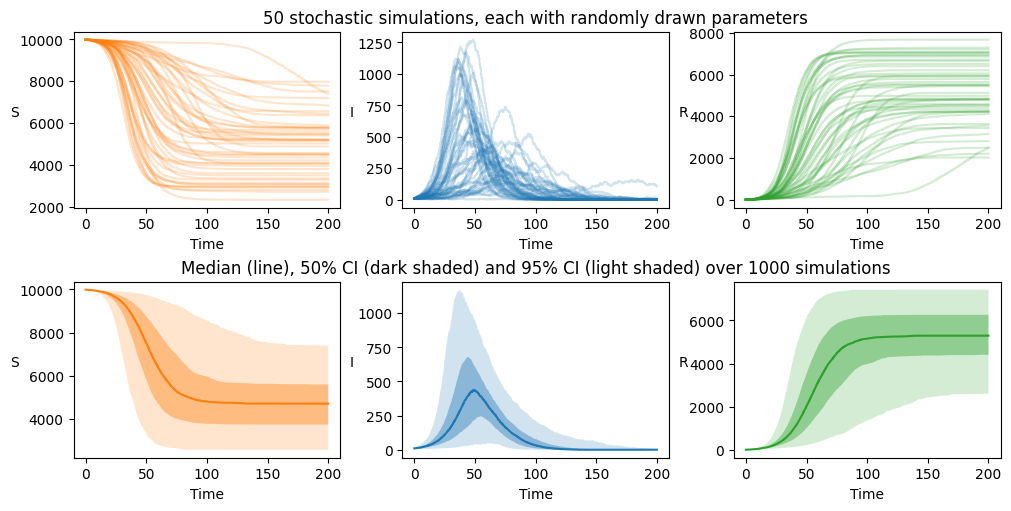 50 stochastic simulations, each with randomly drawn parameters
10000
8000
6000
4000
2000
S
0 50 100 150 200
Time
1250
1000
750
500
250
0
I
0 50 100 150 200
Time
8000
6000
4000
2000
0
R
0 50 100 150 200
Time
Median (line), 50% CI (dark shaded) and 95% CI (light shaded) over 1000 simulations
10000
8000
6000
4000
S
0 50 100 150 200
Time
1000
750
500
250
0
I
0 50 100 150 200
Time
6000
4000
2000
0
R
0 50 100 150 200
Time